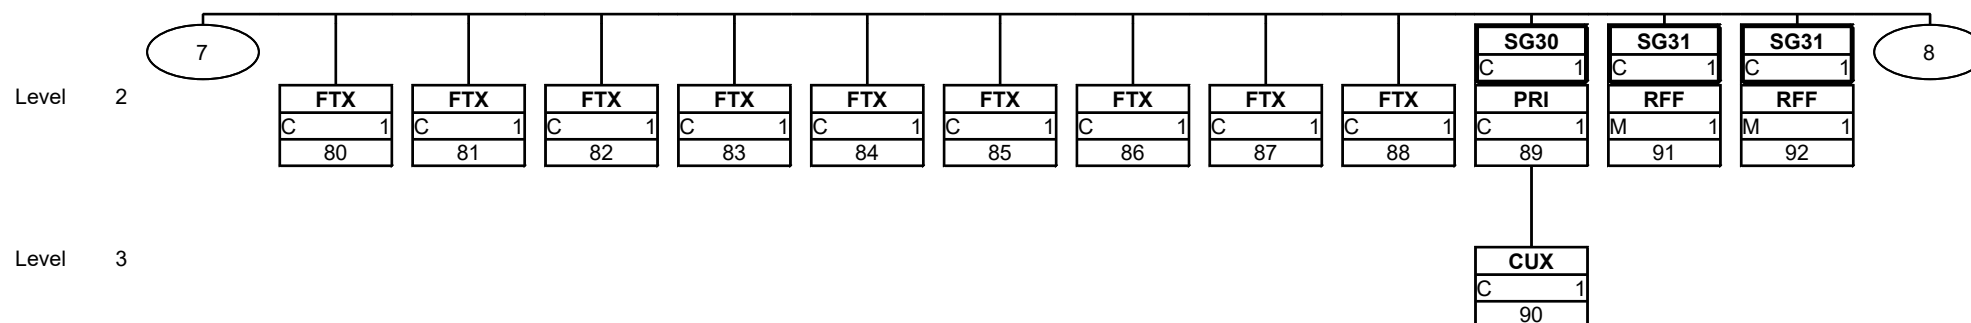 7 SG30 SG31 SG31 8
C 1 C 1 C 1
Level 2 FTX FTX FTX FTX FTX FTX FTX FTX FTX PRI RFF RFF
C 1 C 1 C 1 C 1 C 1 C 1 C 1 C 1 C 1 C 1 M 1 M 1
80 81 82 83 84 85 86 87 88 89 91 92
Level 3 CUX
C 1
90